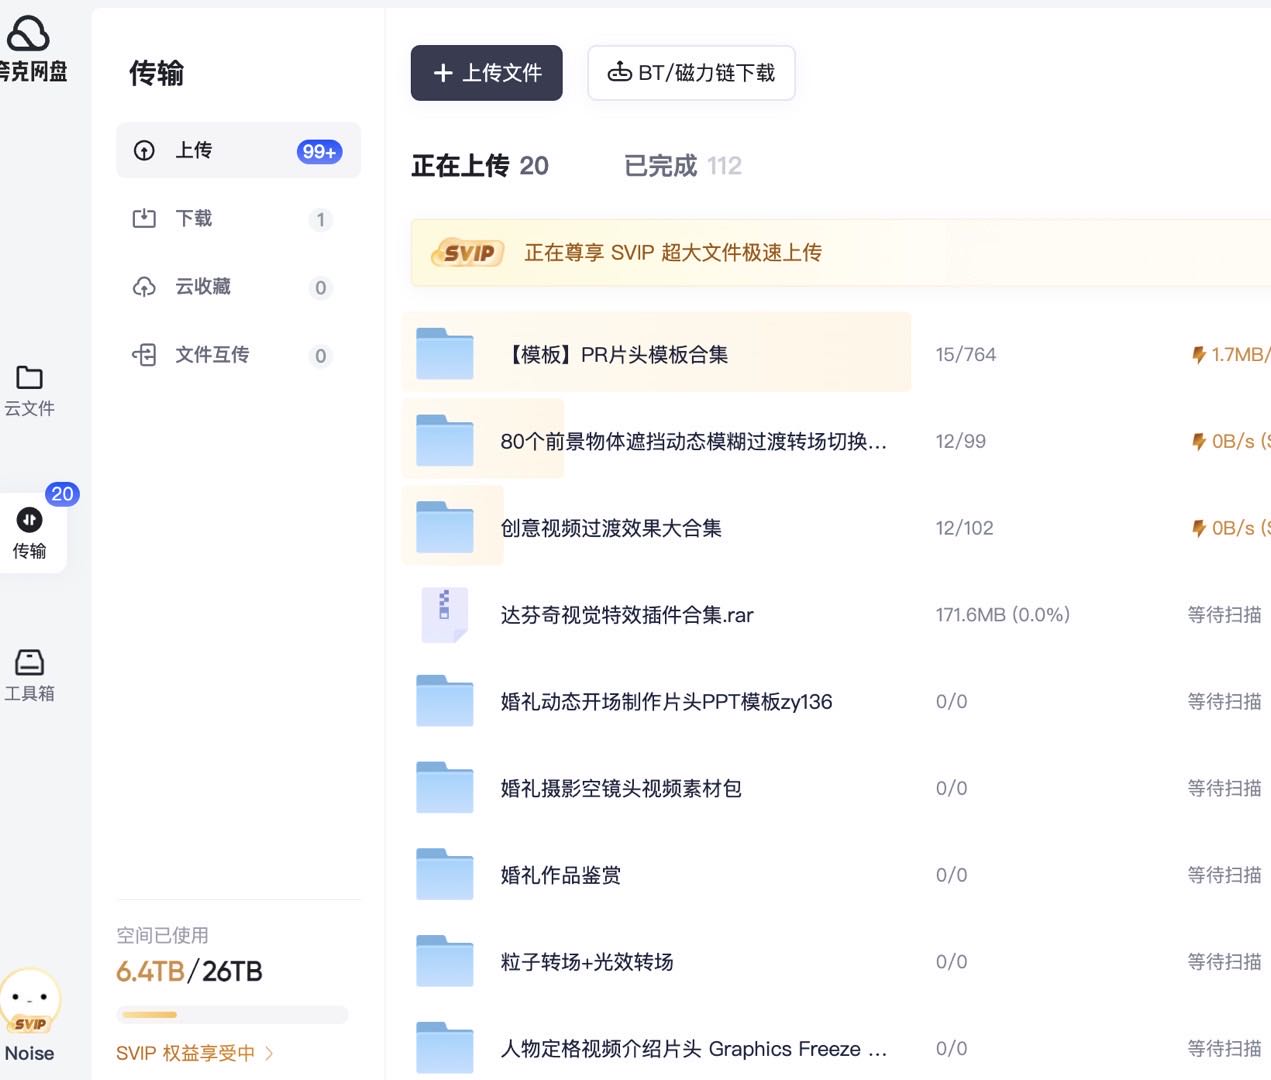 夸克网盘
云文件
20
传输
工具箱
SVIP
Noise
传输
上传 99+
下载 1
云收藏 0
文件互传 0
空间已使用
6.4TB/26TB
SVIP 权益享受中
上传文件
BT/磁力链下载
正在上传 20
已完成 112
SVIP 正在尊享 SVIP 超大文件极速上传
【模板】PR片头模板合集 15/764 1.7MB/
80个前景物体遮挡动态模糊过渡转场切换... 12/99 0B/s (S
创意视频过渡效果大合集 12/102 0B/s (S
达芬奇视觉特效插件合集.rar 171.6MB (0.0%) 等待扫描
婚礼动态开场制作片头PPT模板zy136 0/0 等待扫描
婚礼摄影空镜头视频素材包 0/0 等待扫描
婚礼作品鉴赏 0/0 等待扫描
粒子转场+光效转场 0/0 等待扫描
人物定格视频介绍片头 Graphics Freeze ... 0/0 等待扫描